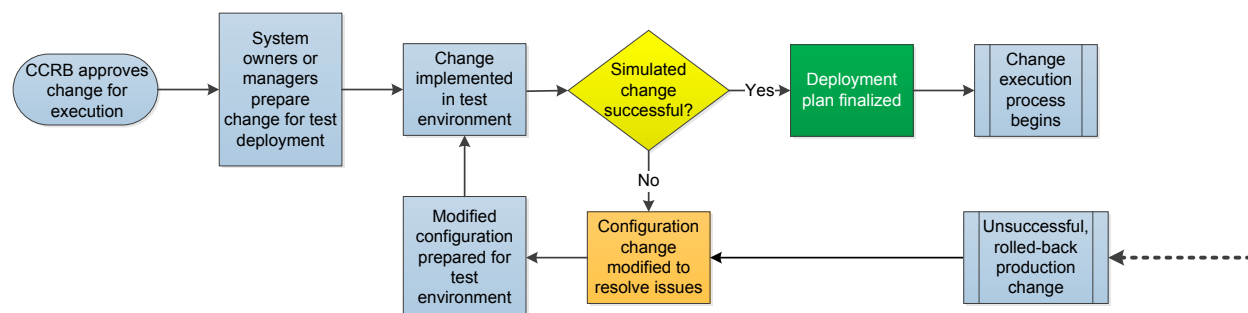 CCRB approves
change for
execution
System
owners or
managers
prepare
change for test
deployment
Change
implemented
in test
environment
Simulated
change
successful?
Yes
Deployment
plan finalized
Change
execution
process
begins
No
Modified
configuration
prepared for
test
environment
Configuration
change
modified to
resolve issues
Unsuccessful,
rolled-back
production
change